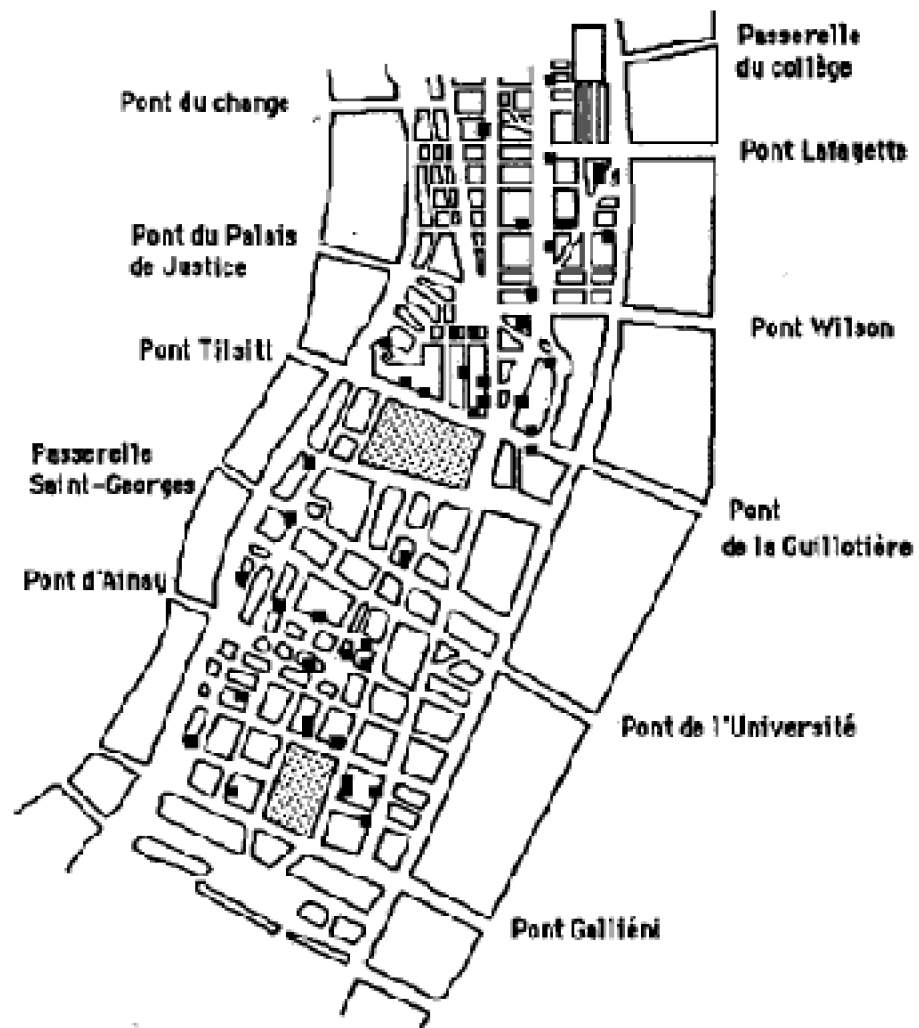 Passerelle
du collège
Pont du change
Pont Lafayette
Pont du Palais
de Justice
Pont Wilson
Pont Tilsitt
Passerelle
Saint-Georges
Pont
de la Guillotière
Pont d'Ainay
Pont de l'Université
Pont Galliéni